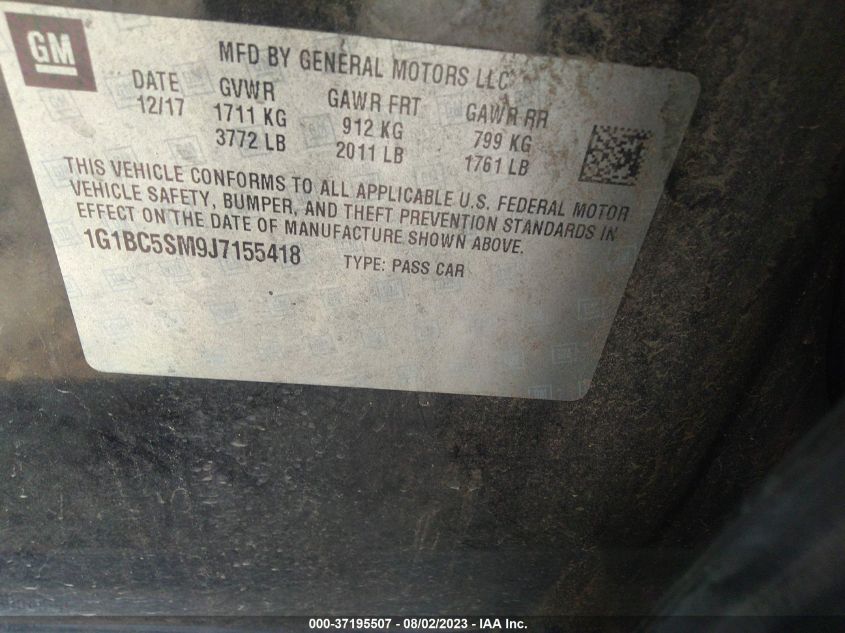 GM
MFD BY GENERAL MOTORS LLC
DATE GVWR GAWR FRT GAWR RR
12/17 1711 KG 912 KG 799 KG
3772 LB 2011 LB 1761 LB
THIS VEHICLE CONFORMS TO ALL APPLICABLE U.S. FEDERAL MOTOR
VEHICLE SAFETY, BUMPER, AND THEFT PREVENTION STANDARDS IN
EFFECT ON THE DATE OF MANUFACTURE SHOWN ABOVE.
1G1BC5SM9J7155418 TYPE: PASS CAR
000-37195507 - 08/02/2023 - IAA Inc.